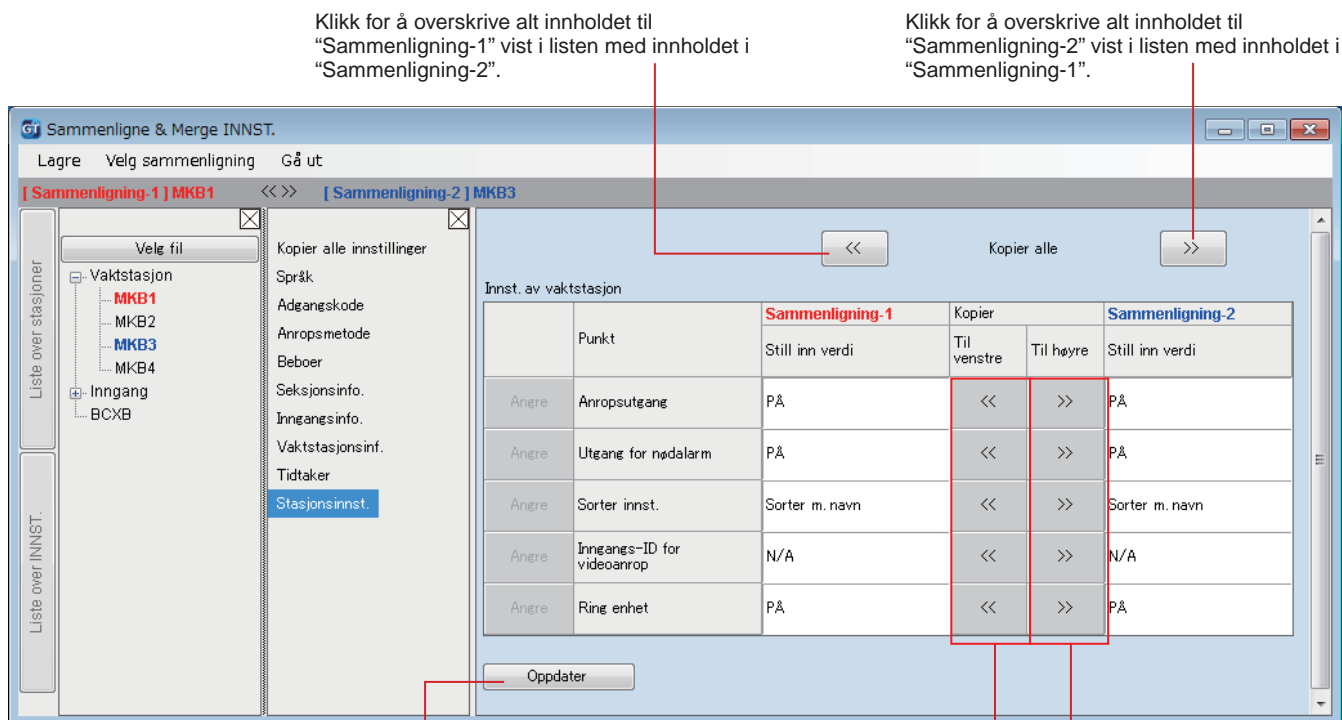 Klikk for å overskrive alt innholdet til
“Sammenligning-1” vist i listen med innholdet i
“Sammenligning-2”.
Klikk for å overskrive alt innholdet til
“Sammenligning-2” vist i listen med innholdet i
“Sammenligning-1”.
GT Sammenligne & Merge INNST.
Lagre Velg sammenligning Gå ut
[ Sammenligning-1 ] MKB1 << >> [ Sammenligning-2 ] MKB3
Liste over stasjoner
Liste over INNST.
Velg fil
Vaktstasjon
MKB1
MKB2
MKB3
MKB4
Inngang
BCXB
Kopier alle innstillinger
Språk
Adgangskode
Anropsmetode
Beboer
Seksjonsinfo.
Inngangsinfo.
Vaktstasjonsinf.
Tidtaker
Stasjonsinnst.
<< Kopier alle >>
Innst. av vaktstasjon
Punkt
Sammenligning-1 Kopier Sammenligning-2
Still inn verdi Til venstre Til høyre Still inn verdi
Angre Anropsutgang PÅ << >> PÅ
Angre Utgang for nødalarm PÅ << >> PÅ
Angre Sorter innst. Sorter m. navn << >> Sorter m. navn
Angre Inngangs-ID for videoanrop N/A << >> N/A
Angre Ring enhet PÅ << >> PÅ
Oppdater